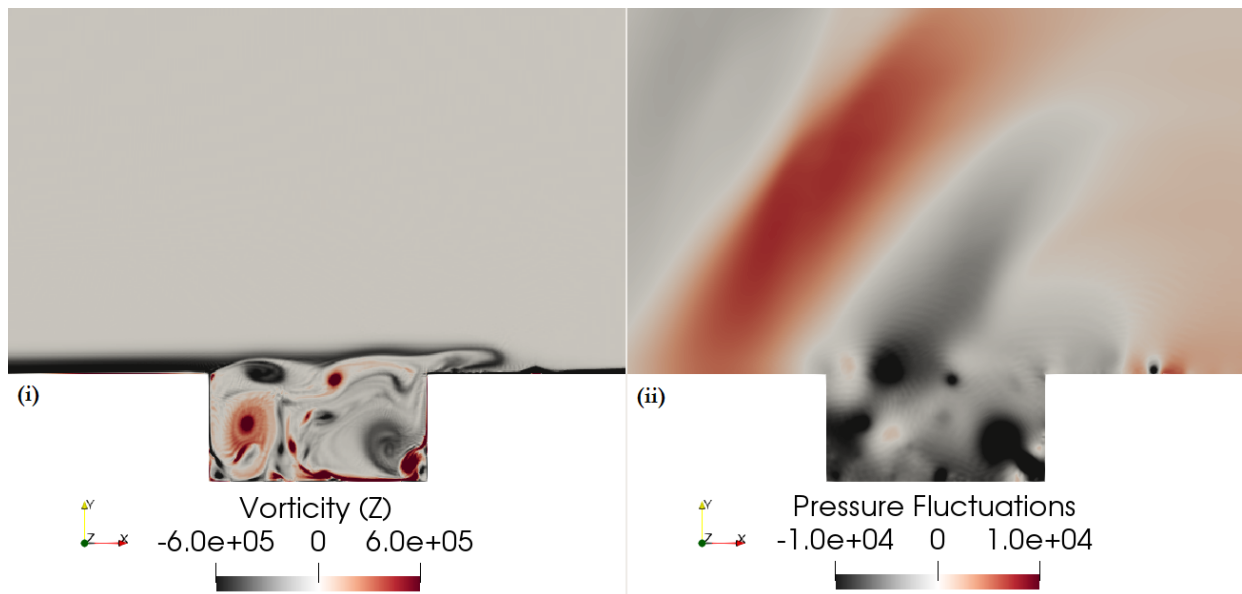 (i)
Y
Z X
Vorticity (Z)
-6.0e+05 0 6.0e+05
(ii)
Y
Z X
Pressure Fluctuations
-1.0e+04 0 1.0e+04